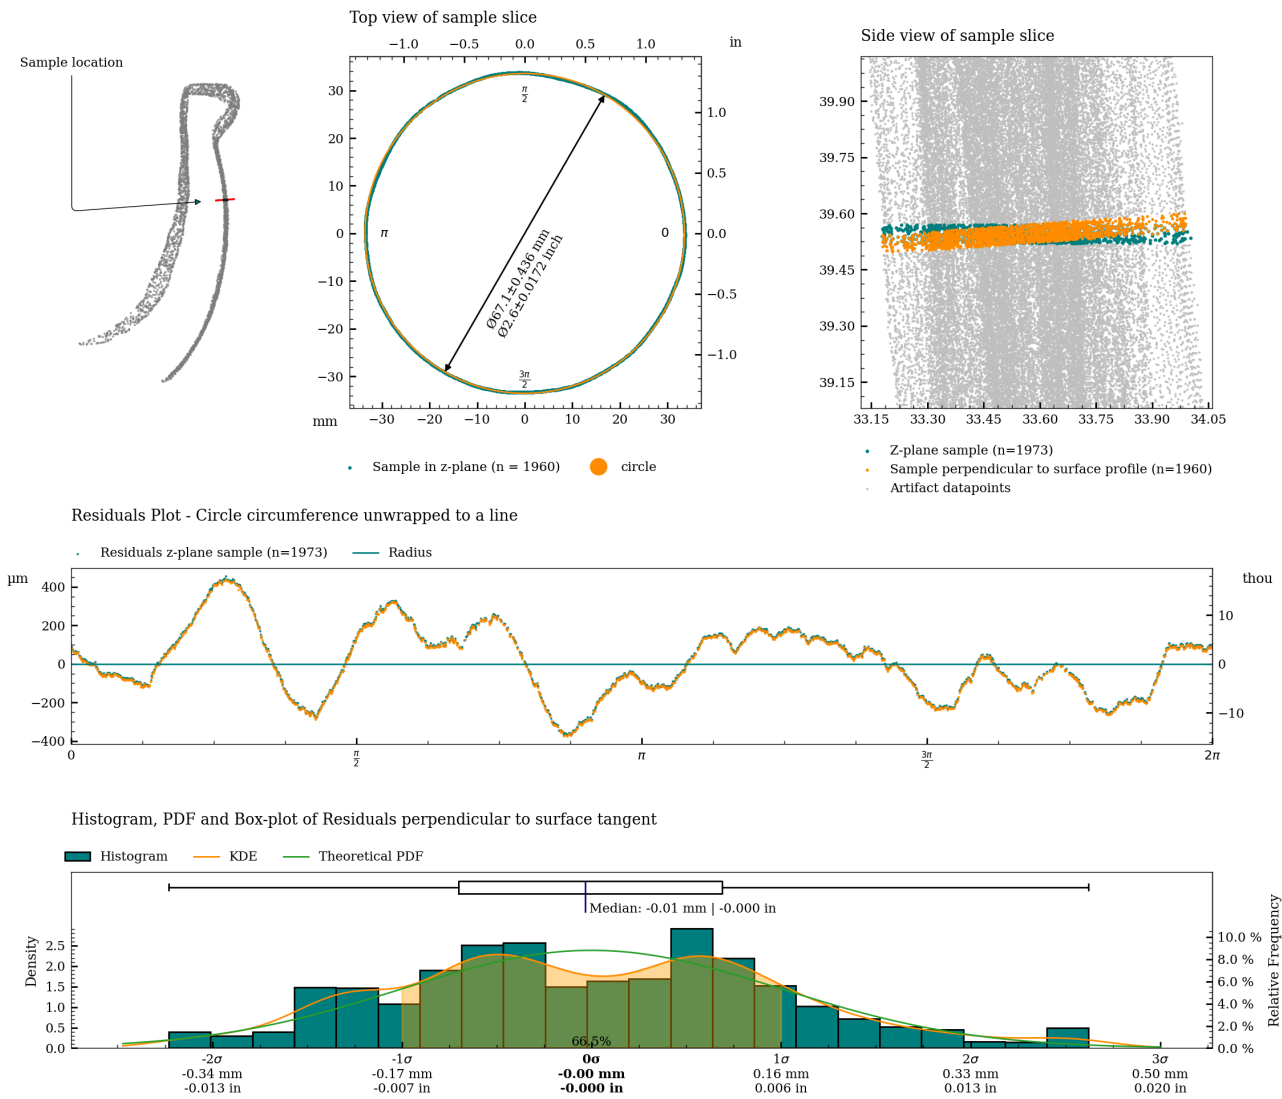 Top view of sample slice
Side view of sample slice
Sample location
−1.0 −0.5 0.0 0.5 1.0 in
30
20
10
0
−10
−20
−30
π/2
π
0
3π/2
Ø67.1±0.436 mm
Ø2.6±0.0172 inch
1.0
0.5
0.0
−0.5
−1.0
mm −30 −20 −10 0 10 20 30
39.90
39.75
39.60
39.45
39.30
39.15
33.15 33.30 33.45 33.60 33.75 33.90 34.05
Sample in z-plane (n = 1960) circle
Z-plane sample (n=1973)
Sample perpendicular to surface profile (n=1960)
Artifact datapoints
Residuals Plot - Circle circumference unwrapped to a line
Residuals z-plane sample (n=1973) Radius
µm thou
400
200
0
−200
−400
10
0
−10
0 π/2 π 3π/2 2π
Histogram, PDF and Box-plot of Residuals perpendicular to surface tangent
Histogram KDE Theoretical PDF
Median: -0.01 mm | -0.000 in
Density
2.5
2.0
1.5
1.0
0.5
0.0
Relative Frequency
10.0 %
8.0 %
6.0 %
4.0 %
2.0 %
0.0 %
66.5%
-2σ -1σ 0σ 1σ 2σ 3σ
-0.34 mm -0.17 mm -0.00 mm 0.16 mm 0.33 mm 0.50 mm
-0.013 in -0.007 in -0.000 in 0.006 in 0.013 in 0.020 in